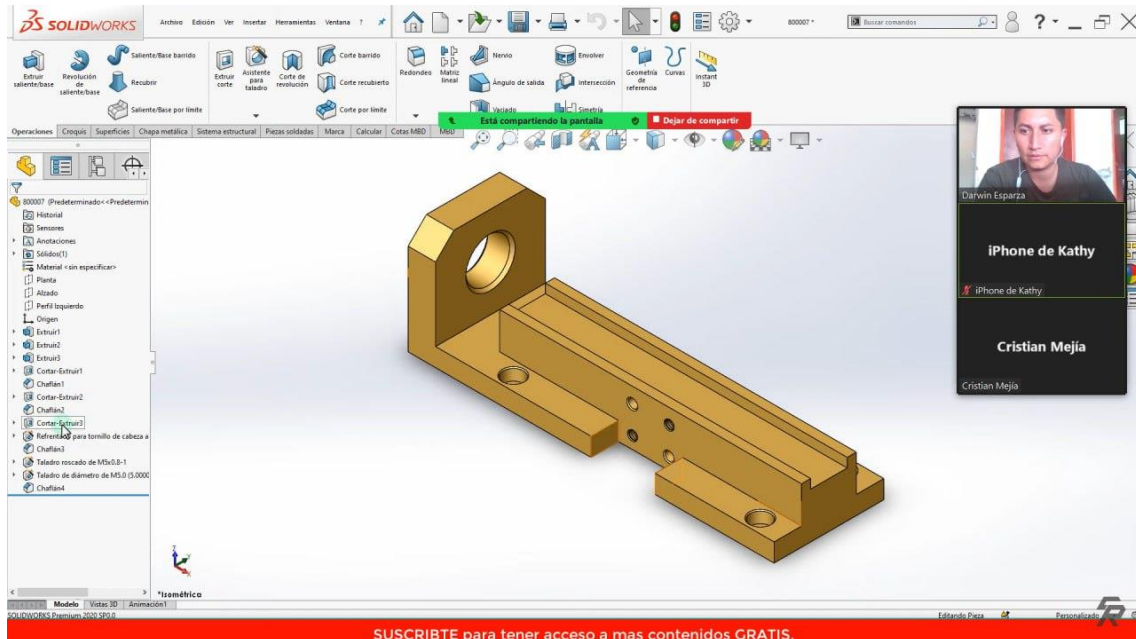 SOLIDWORKS
Archivo Edición Ver Insertar Herramientas Ventana ?
800007 *
Buscar comandos
Extruir saliente/base
Revolución de saliente/base
Saliente/Base barrido
Recubrir
Saliente/Base por límite
Extruir corte
Asistente para taladro
Corte de revolución
Corte barrido
Corte recubierto
Corte por límite
Redondeo
Matriz lineal
Nervio
Ángulo de salida
Vaciado
Envolver
Intersección
Simetría
Geometría de referencia
Curvas
Instant 3D
Está compartiendo la pantalla
Dejar de compartir
Operaciones Croquis Superficies Chapa metálica Sistema estructural Piezas soldadas Marca Calcular Cotas MBD MBD
800007 (Predeterminado<<Predetermin
Historial
Sensores
Anotaciones
Sólidos(1)
Material <sin especificar>
Planta
Alzado
Perfil Izquierdo
Origen
Extruir1
Extruir2
Extruir3
Cortar-Extruir1
Chaflán1
Cortar-Extruir2
Chaflán2
Cortar-Extruir3
Refrentado para tornillo de cabeza a
Chaflán3
Taladro roscado de M5x0.8-1
Taladro de diámetro de M5.0 (5.0000
Chaflán4
Darwin Esparza
iPhone de Kathy
iPhone de Kathy
Cristian Mejía
Cristian Mejía
*Isométrica
Modelo Vistas 3D Animación1
SOLIDWORKS Premium 2020 SP0.0
Editando Pieza
Personalizado
SUSCRIBTE para tener acceso a mas contenidos GRATIS.